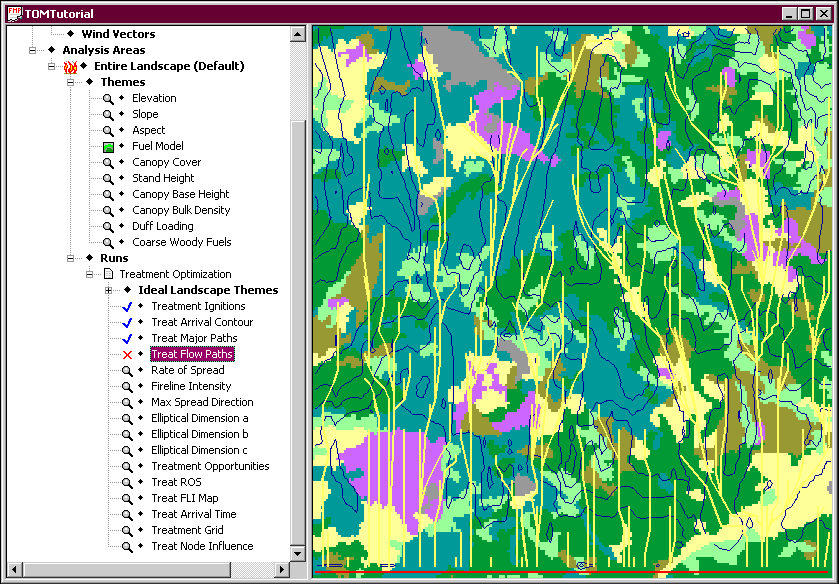 TOMTutorial
Wind Vectors
Analysis Areas
Entire Landscape (Default)
Themes
Elevation
Slope
Aspect
Fuel Model
Canopy Cover
Stand Height
Canopy Base Height
Canopy Bulk Density
Duff Loading
Coarse Woody Fuels
Runs
Treatment Optimization
Ideal Landscape Themes
Treatment Ignitions
Treat Arrival Contour
Treat Major Paths
Treat Flow Paths
Rate of Spread
Fireline Intensity
Max Spread Direction
Elliptical Dimension a
Elliptical Dimension b
Elliptical Dimension c
Treatment Opportunities
Treat ROS
Treat FLI Map
Treat Arrival Time
Treatment Grid
Treat Node Influence